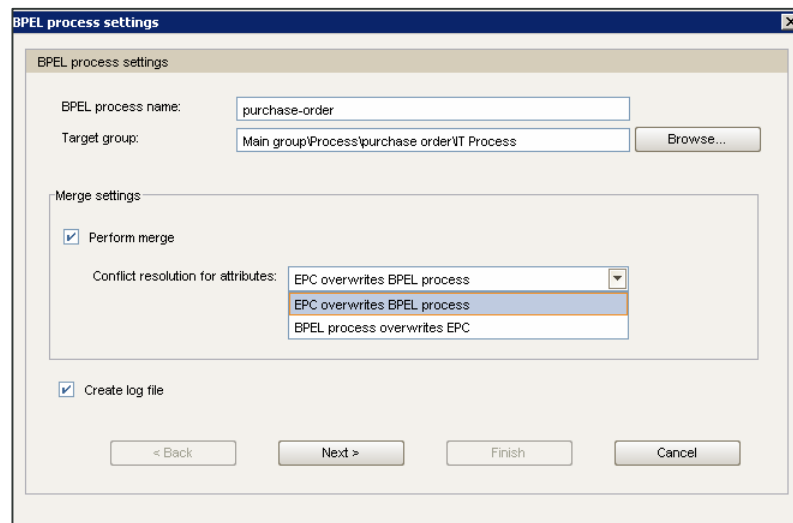 BPEL process settings
BPEL process settings
BPEL process name: purchase-order
Target group: Main group\Process\purchase order\IT Process Browse...
Merge settings
Perform merge
Conflict resolution for attributes: EPC overwrites BPEL process
EPC overwrites BPEL process
BPEL process overwrites EPC
Create log file
< Back Next > Finish Cancel